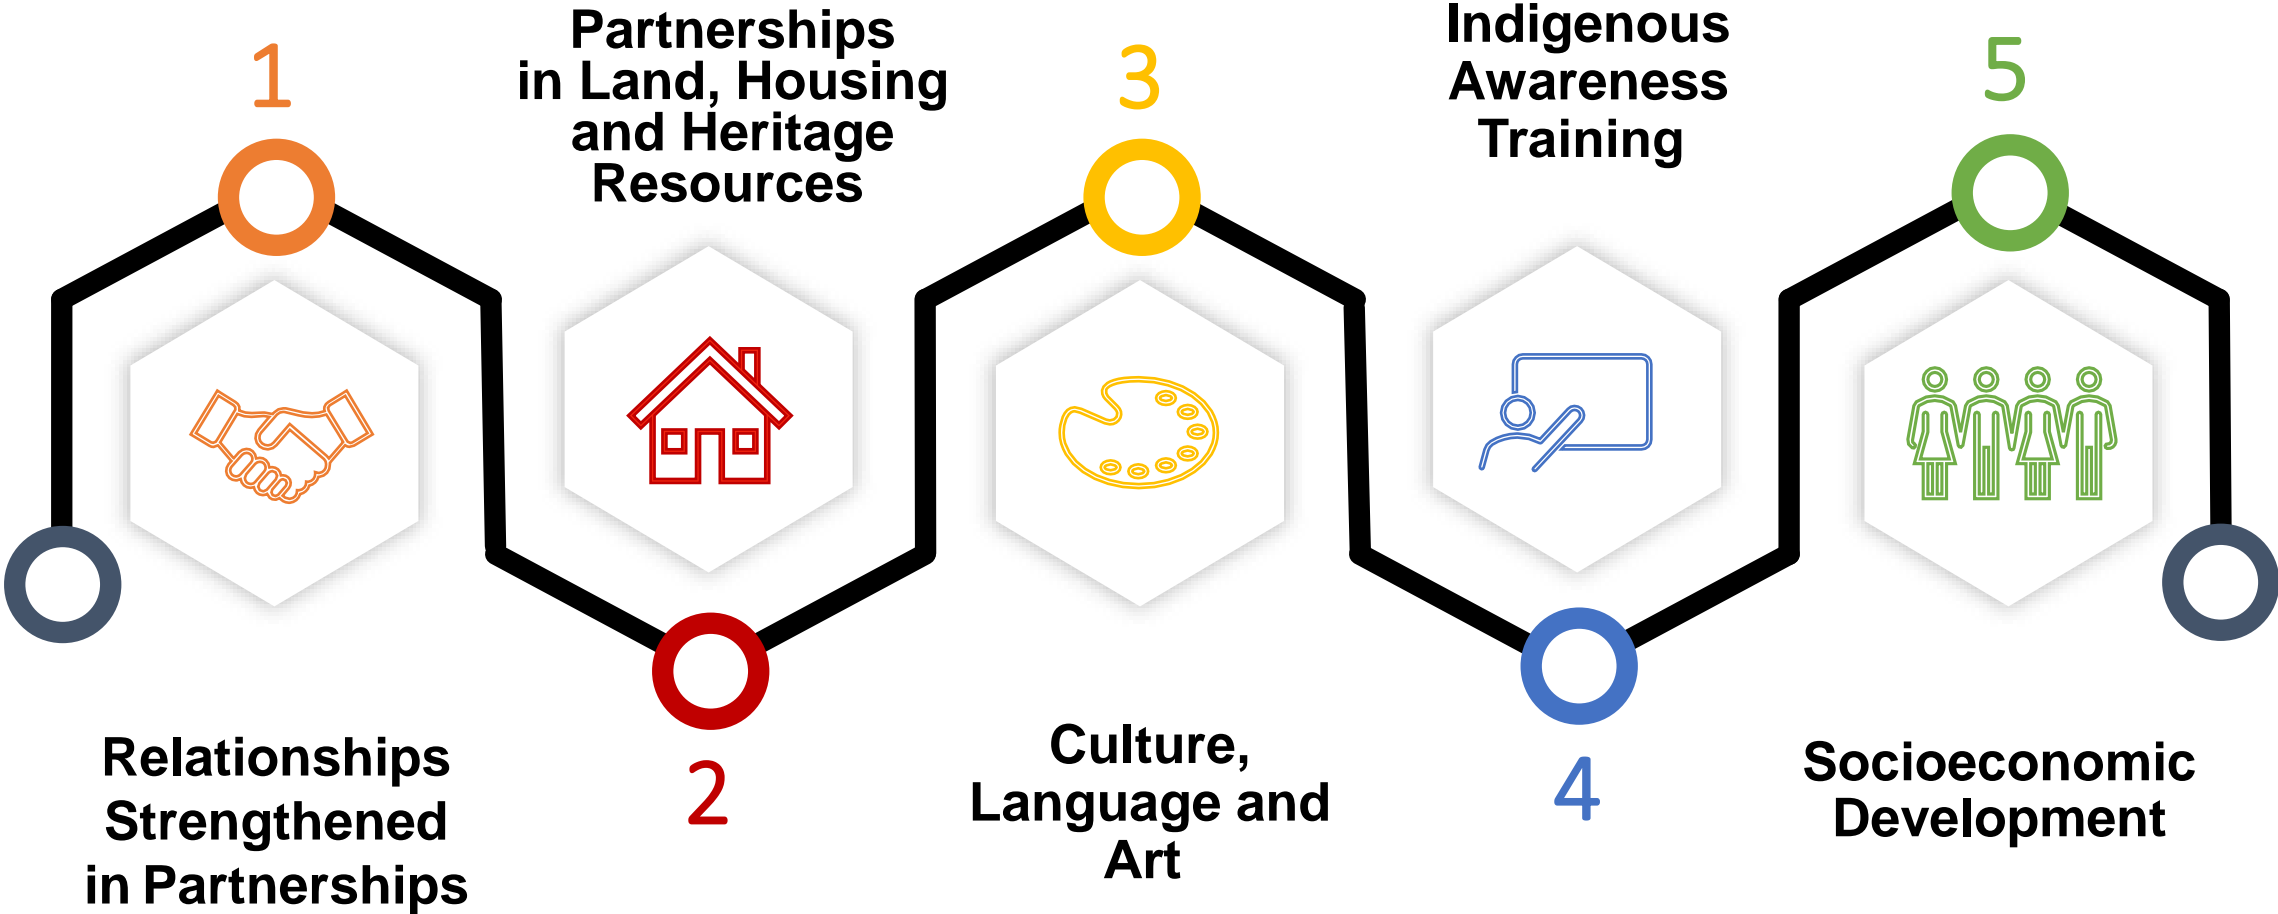 1
Relationships
Strengthened
in Partnerships
Partnerships
in Land, Housing
and Heritage
Resources
2
3
Culture,
Language and
Art
Indigenous
Awareness
Training
4
5
Socioeconomic
Development